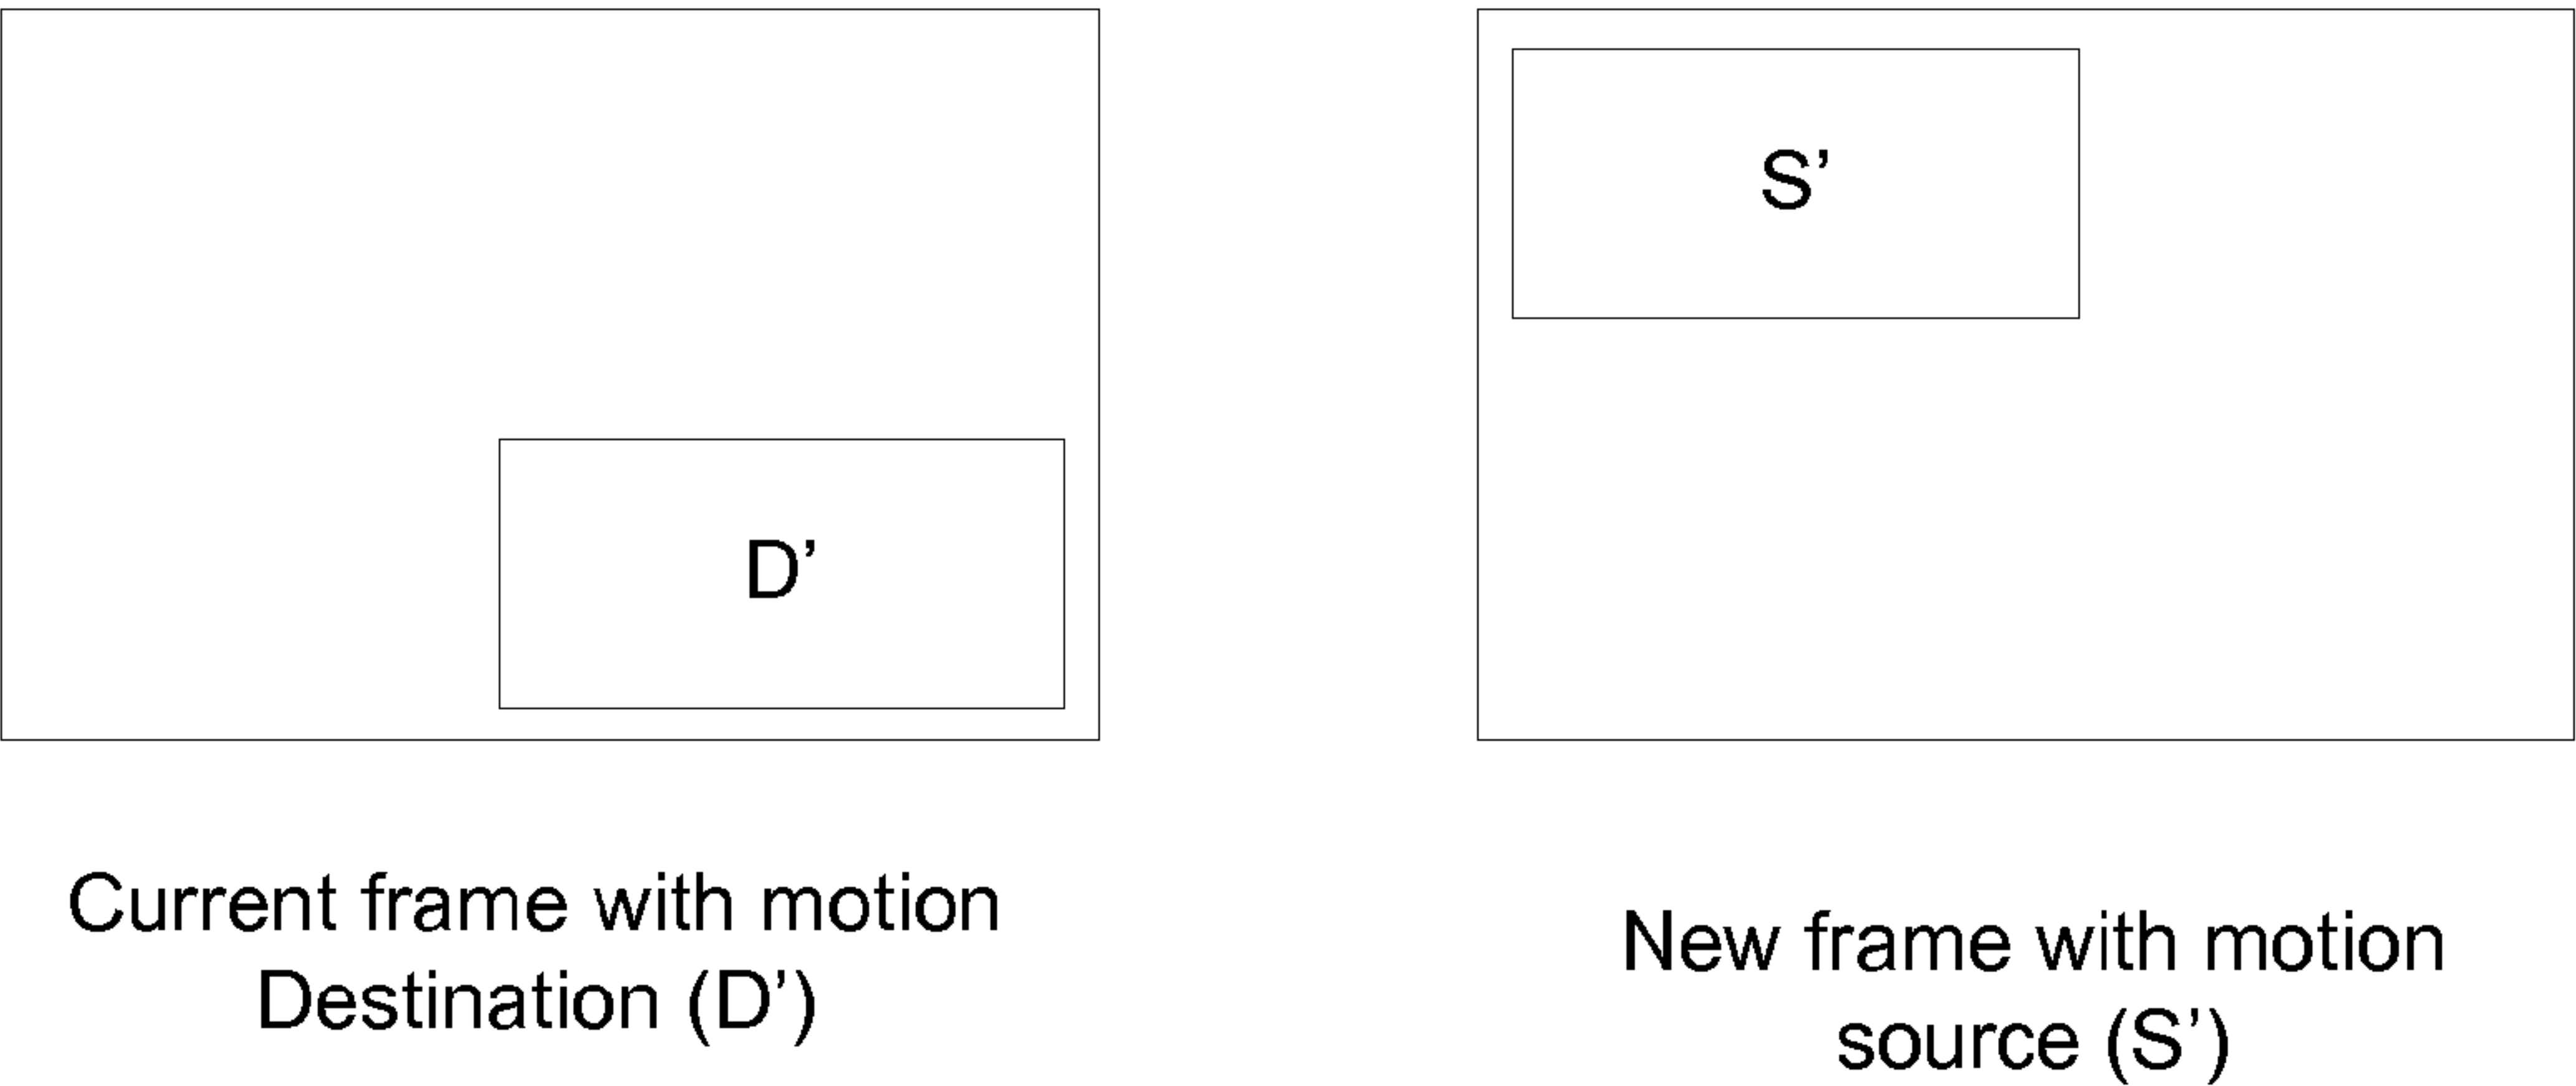 S’
D’
Current frame with motion
Destination (D’)
New frame with motion
source (S’)